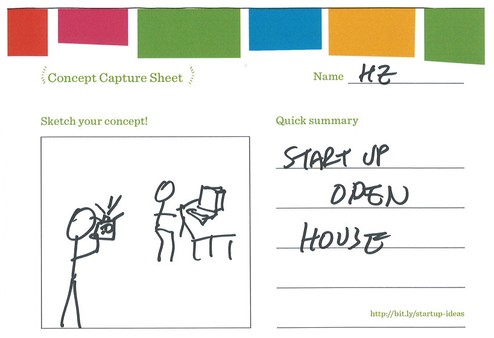 Concept Capture Sheet
Name HZ
Sketch your concept!
Quick summary
START UP
OPEN
HOUSE
http://bit.ly/startup-ideas